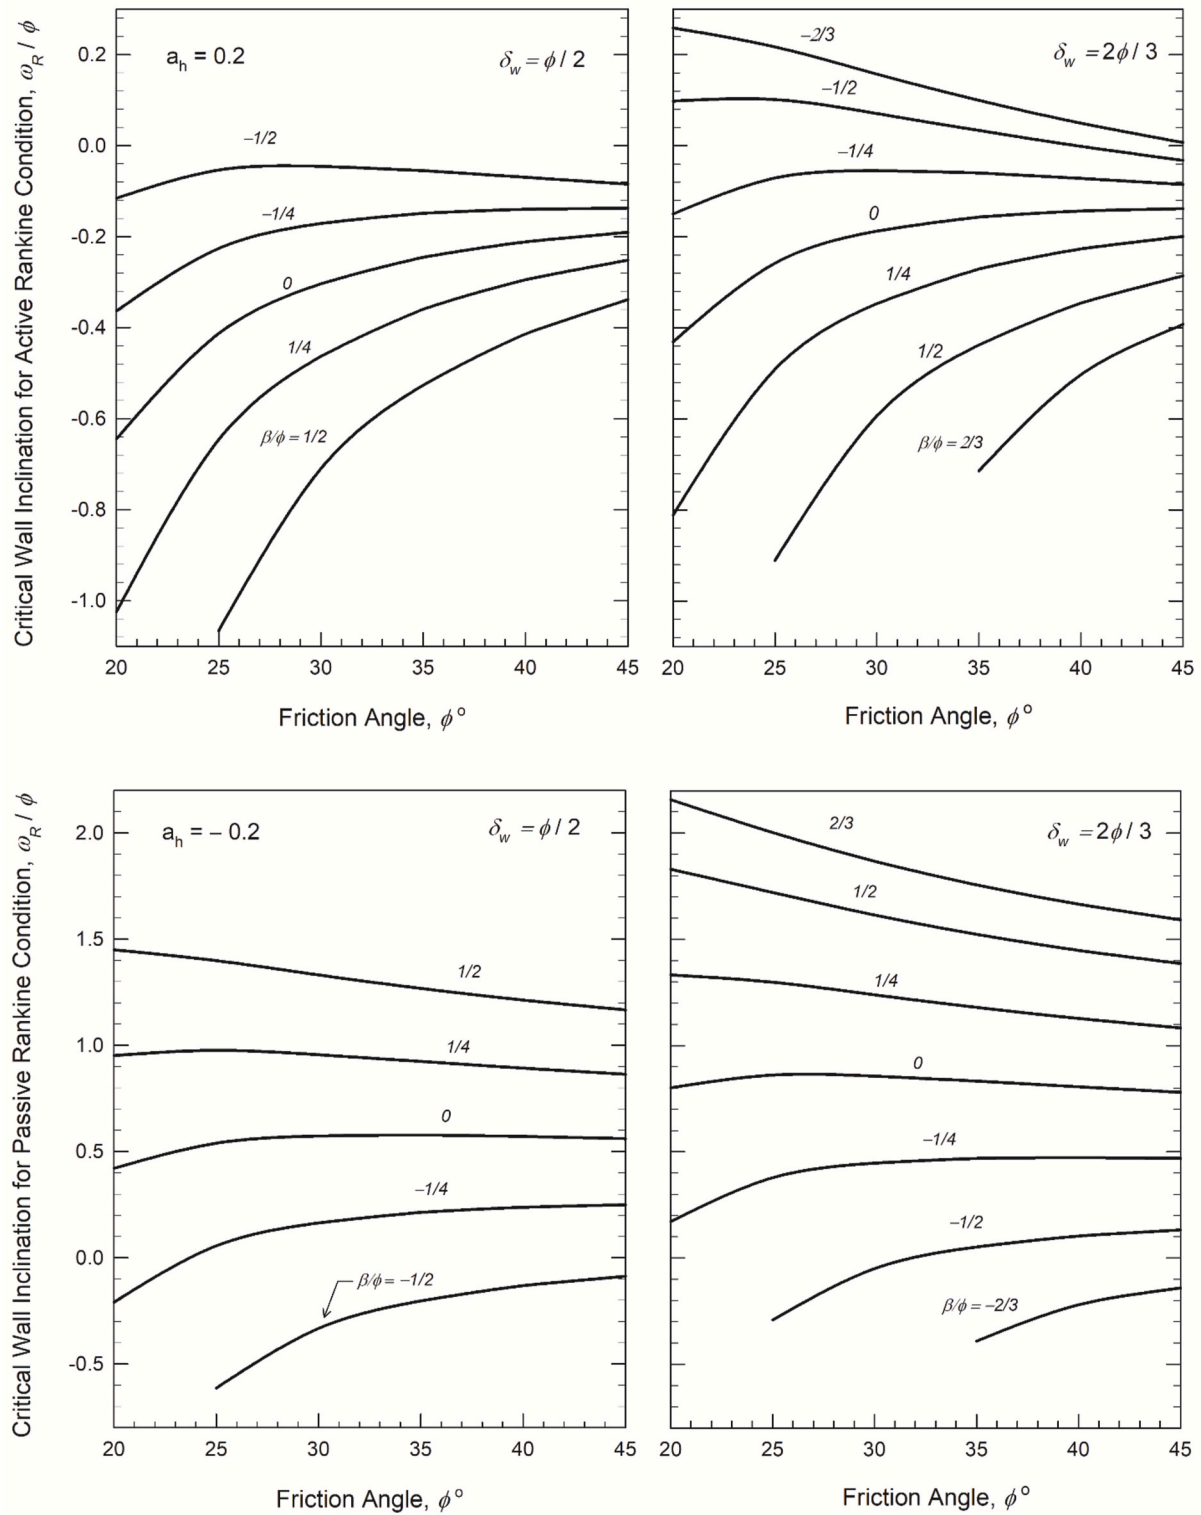 Critical Wall Inclination for Active Rankine Condition, ω_R / ϕ
a_h = 0.2
δ_w = ϕ / 2
0.2
0.0
-0.2
-0.4
-0.6
-0.8
-1.0
–1/2
–1/4
0
1/4
β/ϕ = 1/2
20 25 30 35 40 45
Friction Angle, ϕ°
δ_w = 2ϕ / 3
–2/3
–1/2
–1/4
0
1/4
1/2
β/ϕ = 2/3
20 25 30 35 40 45
Friction Angle, ϕ°
Critical Wall Inclination for Passive Rankine Condition, ω_R / ϕ
a_h = – 0.2
δ_w = ϕ / 2
2.0
1.5
1.0
0.5
0.0
-0.5
1/2
1/4
0
–1/4
β/ϕ = –1/2
20 25 30 35 40 45
Friction Angle, ϕ°
δ_w = 2ϕ / 3
2/3
1/2
1/4
0
–1/4
–1/2
β/ϕ = –2/3
20 25 30 35 40 45
Friction Angle, ϕ°